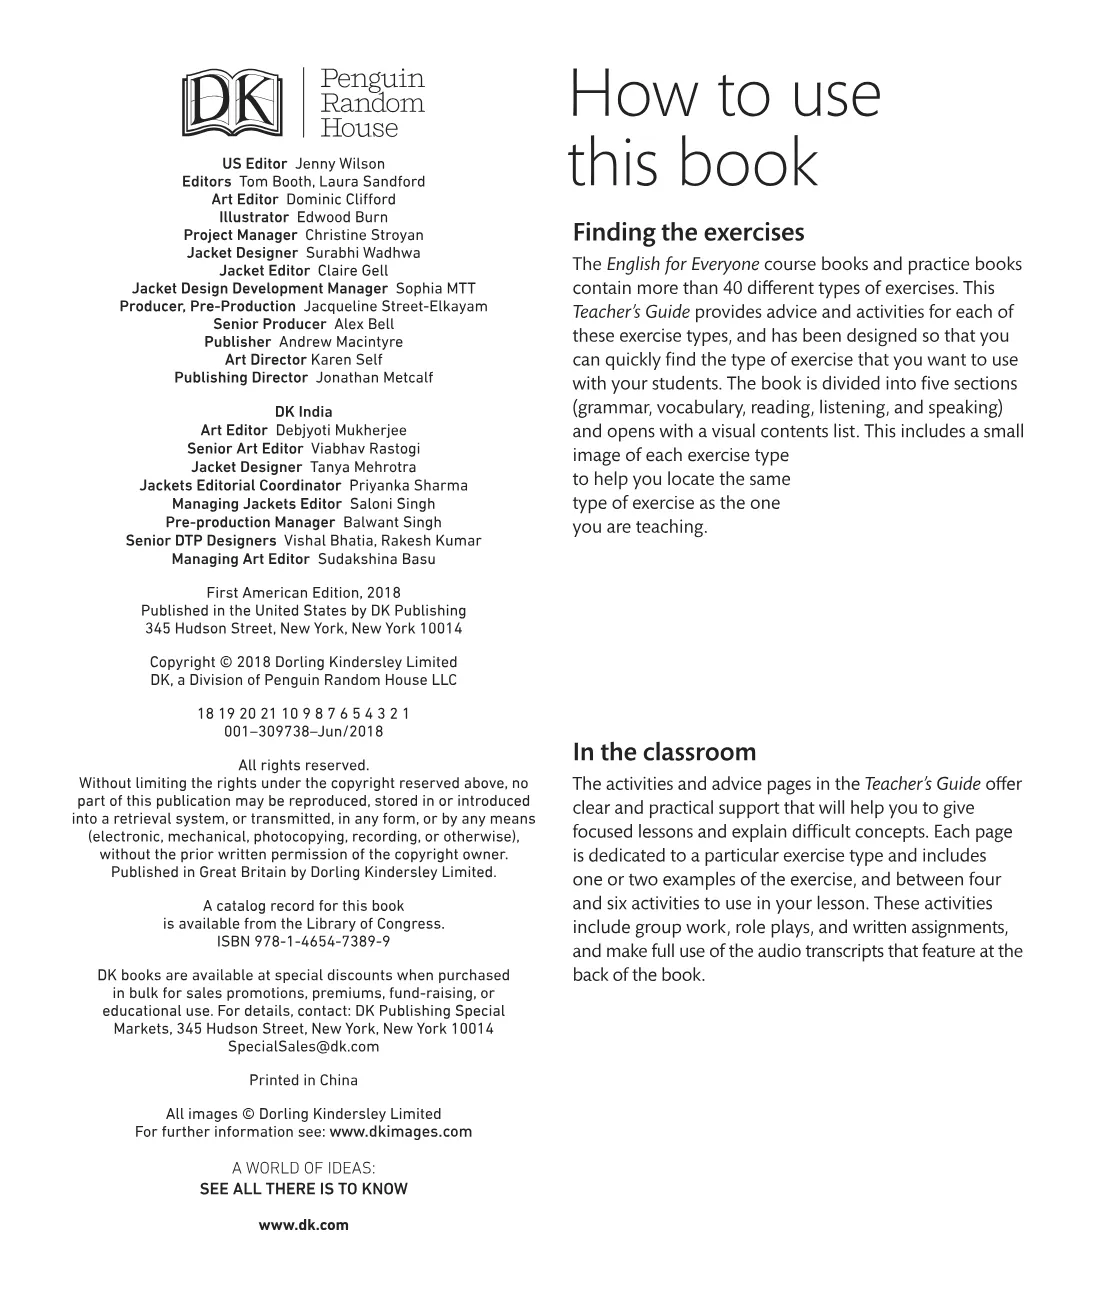 DK
Penguin
Random
House
US Editor Jenny Wilson
Editors Tom Booth, Laura Sandford
Art Editor Dominic Clifford
Illustrator Edwood Burn
Project Manager Christine Stroyan
Jacket Designer Surabhi Wadhwa
Jacket Editor Claire Gell
Jacket Design Development Manager Sophia MTT
Producer, Pre-Production Jacqueline Street-Elkayam
Senior Producer Alex Bell
Publisher Andrew Macintyre
Art Director Karen Self
Publishing Director Jonathan Metcalf
DK India
Art Editor Debjyoti Mukherjee
Senior Art Editor Viabhav Rastogi
Jacket Designer Tanya Mehrotra
Jackets Editorial Coordinator Priyanka Sharma
Managing Jackets Editor Saloni Singh
Pre-production Manager Balwant Singh
Senior DTP Designers Vishal Bhatia, Rakesh Kumar
Managing Art Editor Sudakshina Basu
First American Edition, 2018
Published in the United States by DK Publishing
345 Hudson Street, New York, New York 10014
Copyright © 2018 Dorling Kindersley Limited
DK, a Division of Penguin Random House LLC
18 19 20 21 10 9 8 7 6 5 4 3 2 1
001–309738–Jun/2018
All rights reserved.
Without limiting the rights under the copyright reserved above, no
part of this publication may be reproduced, stored in or introduced
into a retrieval system, or transmitted, in any form, or by any means
(electronic, mechanical, photocopying, recording, or otherwise),
without the prior written permission of the copyright owner.
Published in Great Britain by Dorling Kindersley Limited.
A catalog record for this book
is available from the Library of Congress.
ISBN 978-1-4654-7389-9
DK books are available at special discounts when purchased
in bulk for sales promotions, premiums, fund-raising, or
educational use. For details, contact: DK Publishing Special
Markets, 345 Hudson Street, New York, New York 10014
SpecialSales@dk.com
Printed in China
All images © Dorling Kindersley Limited
For further information see: www.dkimages.com
A WORLD OF IDEAS:
SEE ALL THERE IS TO KNOW
www.dk.com
How to use
this book
Finding the exercises
The English for Everyone course books and practice books
contain more than 40 different types of exercises. This
Teacher’s Guide provides advice and activities for each of
these exercise types, and has been designed so that you
can quickly find the type of exercise that you want to use
with your students. The book is divided into five sections
(grammar, vocabulary, reading, listening, and speaking)
and opens with a visual contents list. This includes a small
image of each exercise type
to help you locate the same
type of exercise as the one
you are teaching.
In the classroom
The activities and advice pages in the Teacher’s Guide offer
clear and practical support that will help you to give
focused lessons and explain difficult concepts. Each page
is dedicated to a particular exercise type and includes
one or two examples of the exercise, and between four
and six activities to use in your lesson. These activities
include group work, role plays, and written assignments,
and make full use of the audio transcripts that feature at the
back of the book.